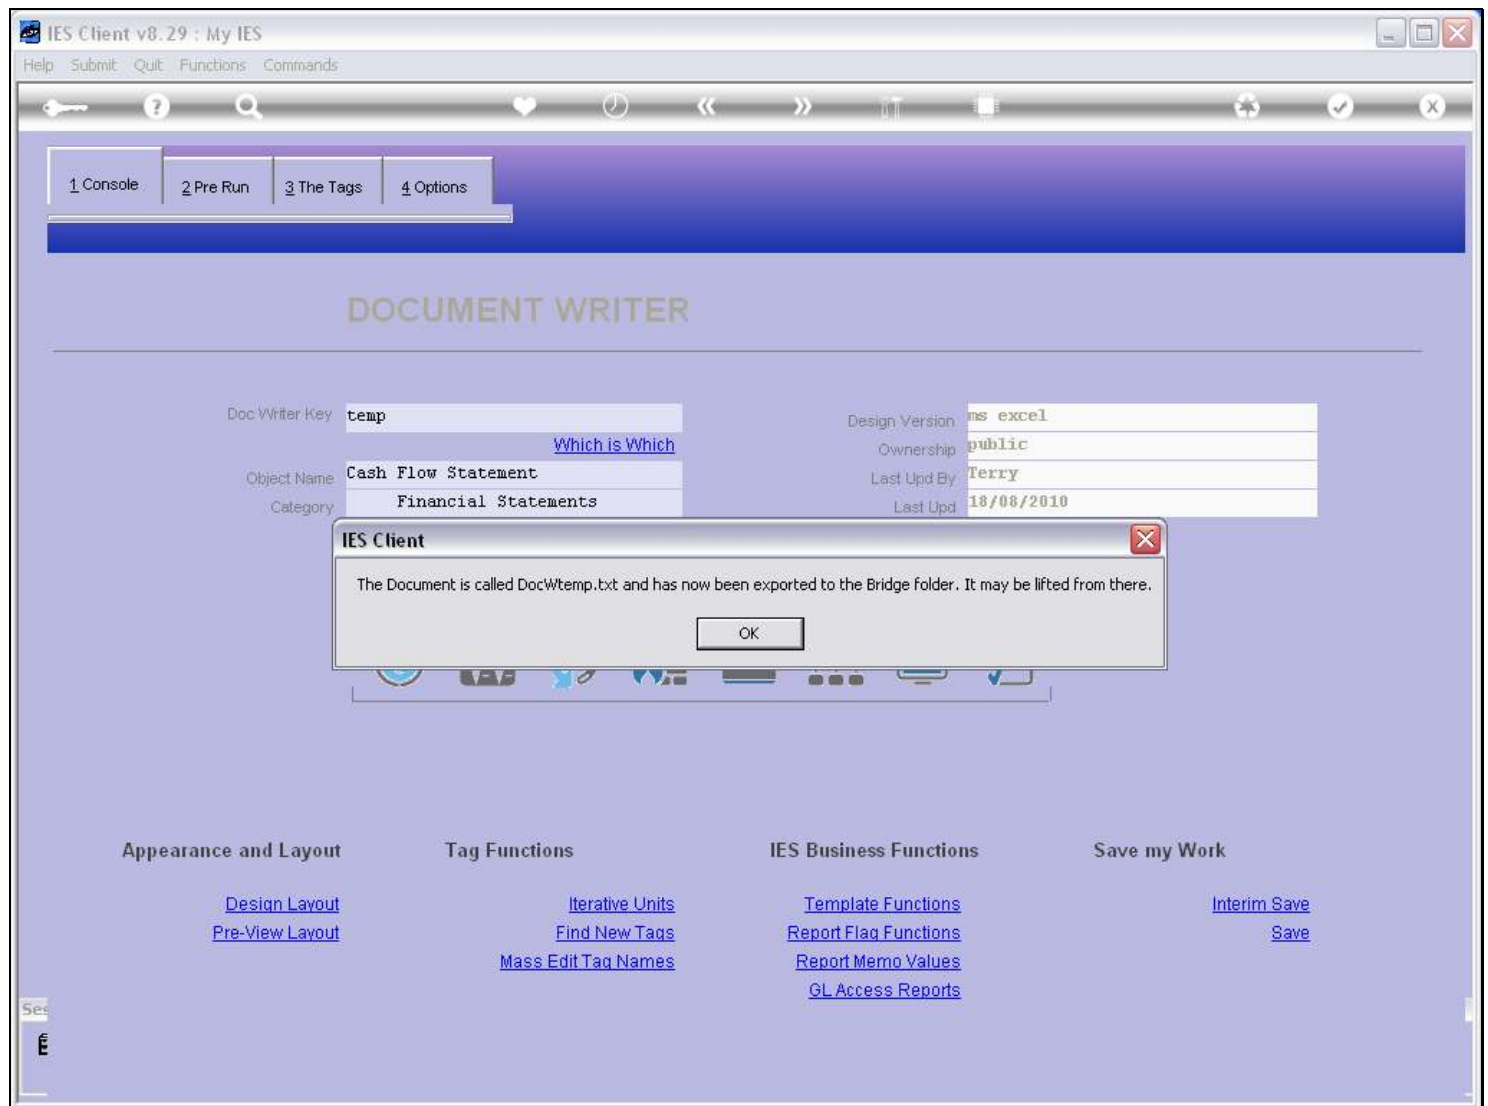 IES Client v8.29 : My IES
Help Submit Quit Functions Commands
1 Console
2 Pre Run
3 The Tags
4 Options
DOCUMENT WRITER
Doc Writer Key temp
Which is Which
Object Name Cash Flow Statement
Category Financial Statements
Design Version ms excel
Ownership public
Last Upd By Terry
Last Upd 18/08/2010
IES Client
The Document is called DocWtemp.txt and has now been exported to the Bridge folder. It may be lifted from there.
OK
Appearance and Layout
Design Layout
Pre-View Layout
Tag Functions
Iterative Units
Find New Tags
Mass Edit Tag Names
IES Business Functions
Template Functions
Report Flag Functions
Report Memo Values
GL Access Reports
Save my Work
Interim Save
Save